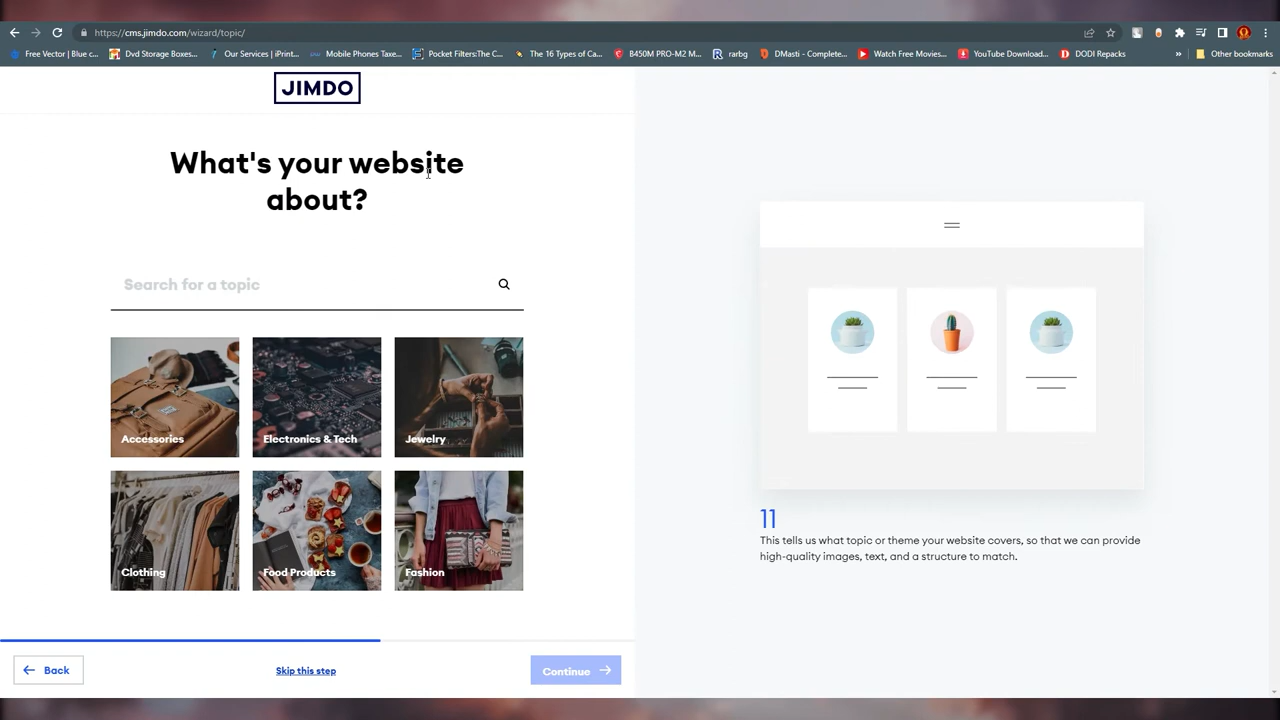 https://cms.jimdo.com/wizard/topic/
Free Vector | Blue c...
Dvd Storage Boxes...
Our Services | iPrint...
Mobile Phones Taxe...
Pocket Filters:The C...
The 16 Types of Ca...
B450M PRO-M2 M...
rarbg
DMasti - Complete...
Watch Free Movies...
YouTube Download...
DODI Repacks
»
Other bookmarks
JIMDO
What's your website
about?
Search for a topic
Accessories
Electronics & Tech
Jewelry
Clothing
Food Products
Fashion
11
This tells us what topic or theme your website covers, so that we can provide
high-quality images, text, and a structure to match.
Back
Skip this step
Continue